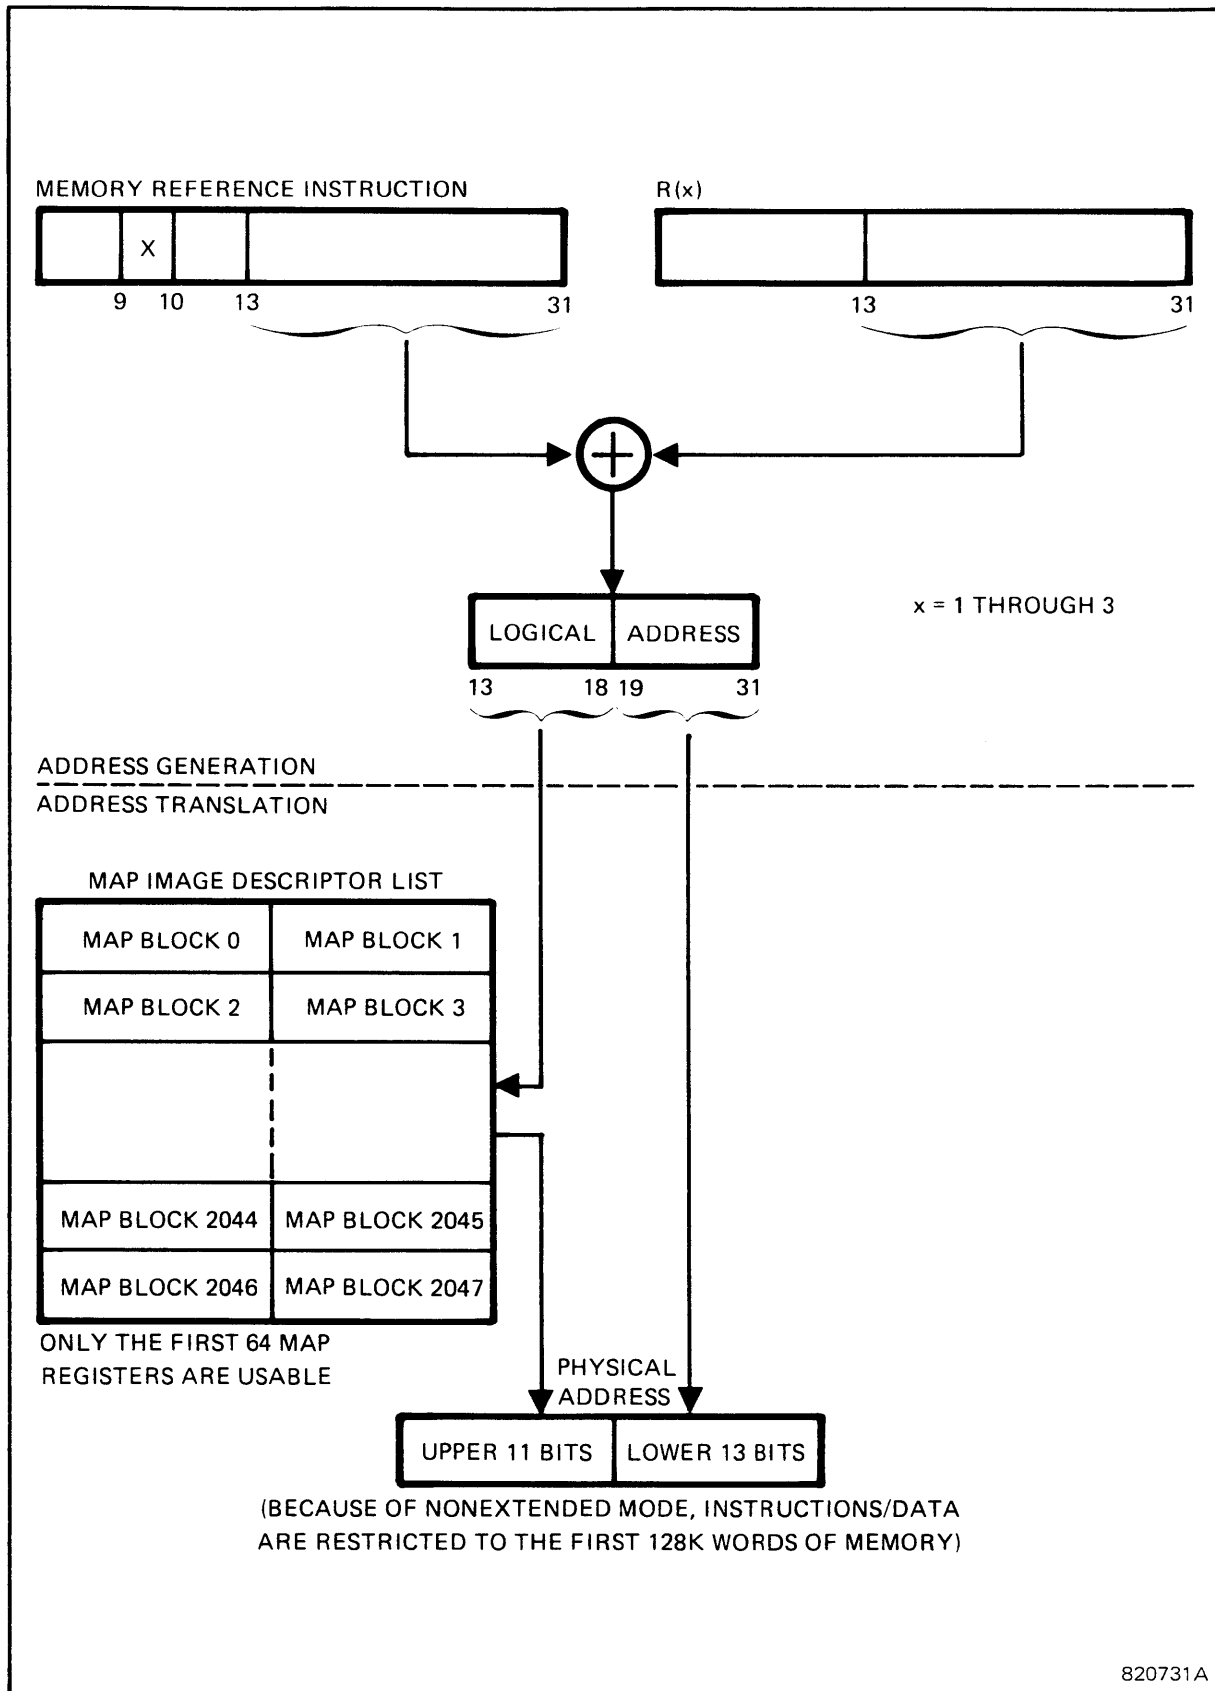 MEMORY REFERENCE INSTRUCTION
R(x)
X
9 10 13 31
13 31
x = 1 THROUGH 3
LOGICAL ADDRESS
13 18 19 31
ADDRESS GENERATION
ADDRESS TRANSLATION
MAP IMAGE DESCRIPTOR LIST
MAP BLOCK 0 MAP BLOCK 1
MAP BLOCK 2 MAP BLOCK 3
MAP BLOCK 2044 MAP BLOCK 2045
MAP BLOCK 2046 MAP BLOCK 2047
ONLY THE FIRST 64 MAP
REGISTERS ARE USABLE
PHYSICAL
ADDRESS
UPPER 11 BITS LOWER 13 BITS
(BECAUSE OF NONEXTENDED MODE, INSTRUCTIONS/DATA
ARE RESTRICTED TO THE FIRST 128K WORDS OF MEMORY)
820731A